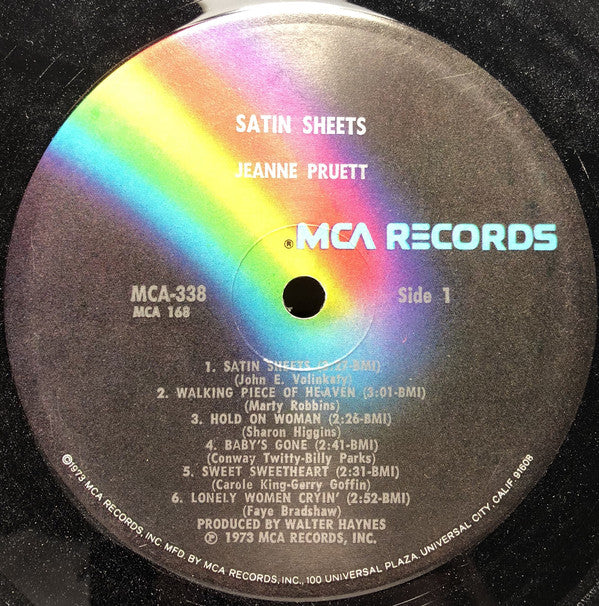 SATIN SHEETS
JEANNE PRUETT
® MCA RECORDS
MCA-338
MCA 168
Side 1
1. SATIN SHEETS
(John E. Volinkaty)
2. WALKING PIECE OF HEAVEN (3:01-BMI)
(Marty Robbins)
3. HOLD ON WOMAN (2:26-BMI)
(Sharon Higgins)
4. BABY'S GONE (2:41-BMI)
(Conway Twitty-Billy Parks)
5. SWEET SWEETHEART (2:31-BMI)
(Carole King-Gerry Goffin)
6. LONELY WOMEN CRYIN' (2:52-BMI)
(Faye Bradshaw)
PRODUCED BY WALTER HAYNES
℗ 1973 MCA RECORDS, INC.
©1973 MCA RECORDS, INC. MFD. BY MCA RECORDS, INC., 100 UNIVERSAL PLAZA, UNIVERSAL CITY, CALIF. 91608